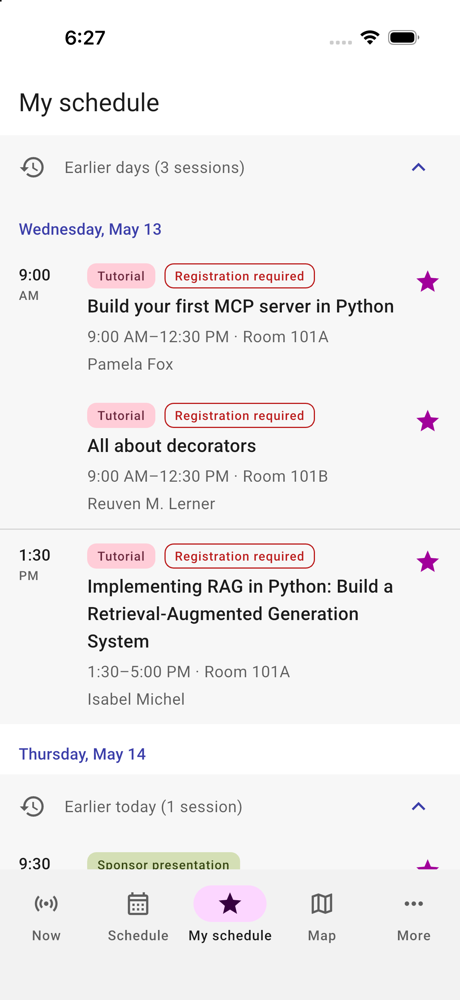 6:27
My schedule
Earlier days (3 sessions)
Wednesday, May 13
9:00
AM
Tutorial
Registration required
Build your first MCP server in Python
9:00 AM–12:30 PM · Room 101A
Pamela Fox
Tutorial
Registration required
All about decorators
9:00 AM–12:30 PM · Room 101B
Reuven M. Lerner
1:30
PM
Tutorial
Registration required
Implementing RAG in Python: Build a
Retrieval-Augmented Generation
System
1:30–5:00 PM · Room 101A
Isabel Michel
Thursday, May 14
Earlier today (1 session)
9:30
Sponsor presentation
Now
Schedule
My schedule
Map
More